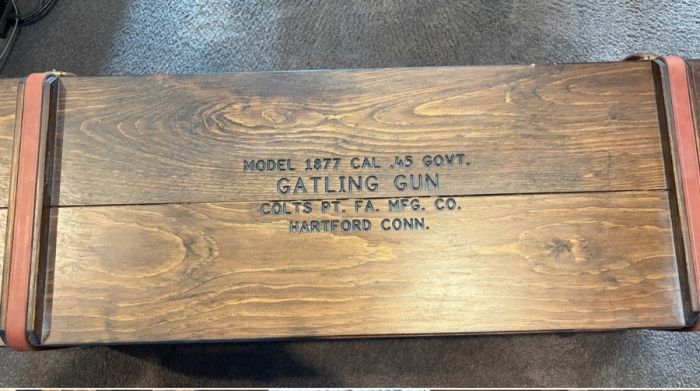 MODEL 1877 CAL .45 GOVT.
GATLING GUN
COLTS PT. FA. MFG. CO.
HARTFORD CONN.